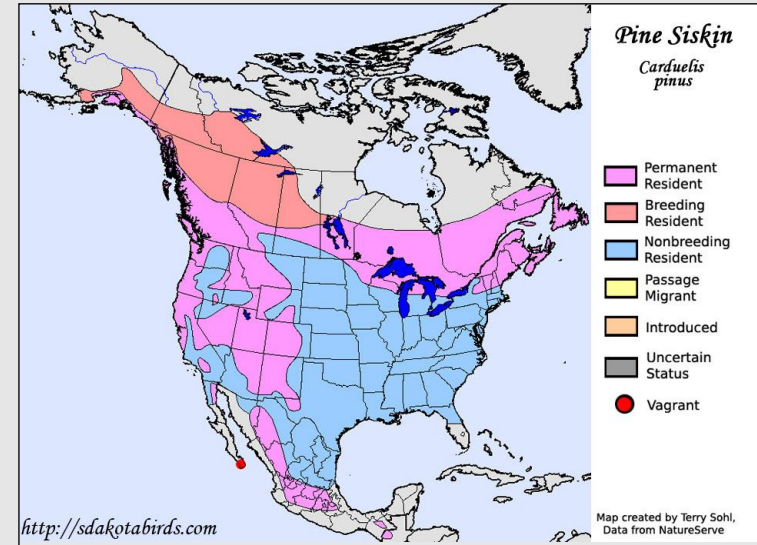 Pine Siskin
Carduelis
pinus
Permanent
Resident
Breeding
Resident
Nonbreeding
Resident
Passage
Migrant
Introduced
Uncertain
Status
Vagrant
http://sdakotabirds.com
Map created by Terry Sohl,
Data from NatureServe